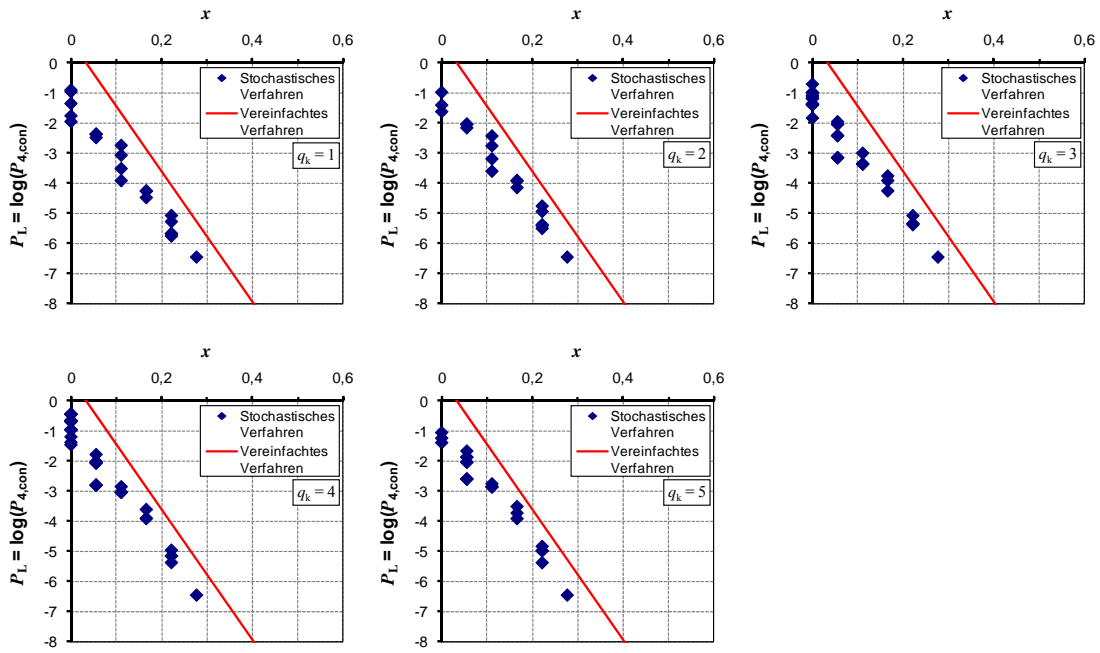 x
0 0,2 0,4 0,6
0
-1
-2
-3
-4
-5
-6
-7
-8
P_L = log(P_4,con)
Stochastisches
Verfahren
Vereinfachtes
Verfahren
q_k = 1
x
0 0,2 0,4 0,6
0
-1
-2
-3
-4
-5
-6
-7
-8
P_L = log(P_4,con)
Stochastisches
Verfahren
Vereinfachtes
Verfahren
q_k = 2
x
0 0,2 0,4 0,6
0
-1
-2
-3
-4
-5
-6
-7
-8
P_L = log(P_4,con)
Stochastisches
Verfahren
Vereinfachtes
Verfahren
q_k = 3
x
0 0,2 0,4 0,6
0
-1
-2
-3
-4
-5
-6
-7
-8
P_L = log(P_4,con)
Stochastisches
Verfahren
Vereinfachtes
Verfahren
q_k = 4
x
0 0,2 0,4 0,6
0
-1
-2
-3
-4
-5
-6
-7
-8
P_L = log(P_4,con)
Stochastisches
Verfahren
Vereinfachtes
Verfahren
q_k = 5